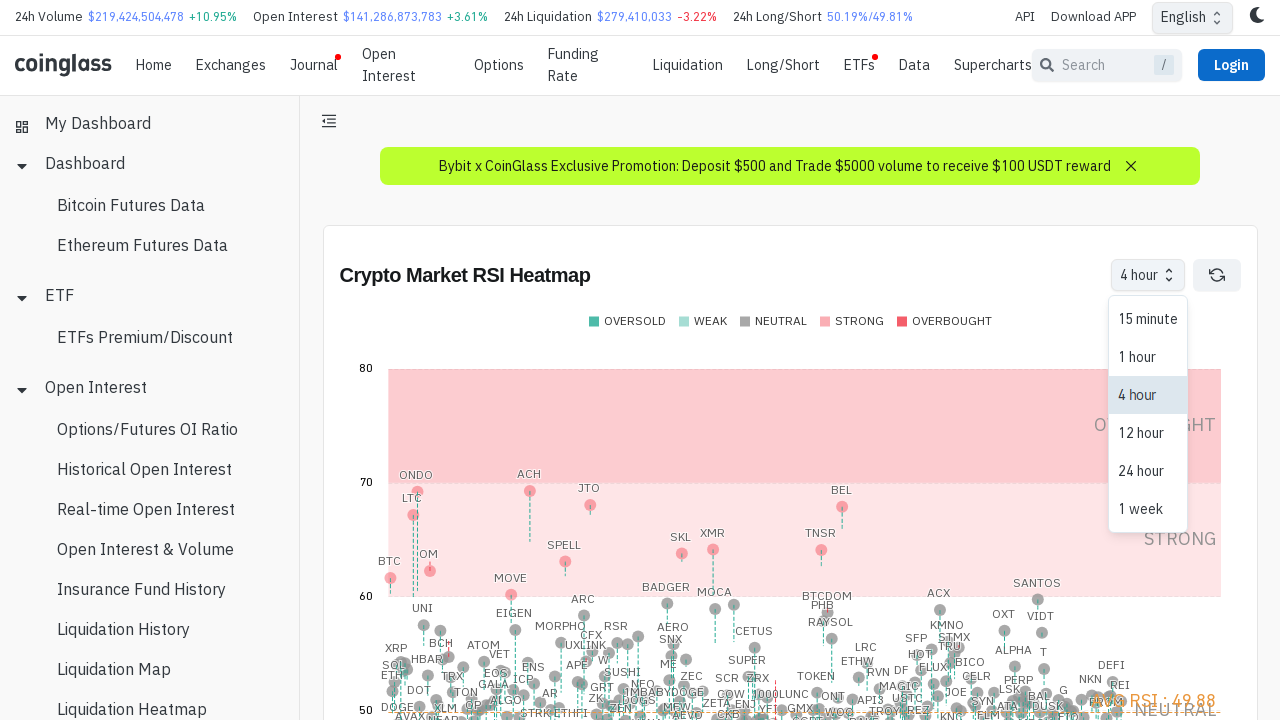 24h Volume $219,424,504,478 +10.95% Open Interest $141,286,873,783 +3.61% 24h Liquidation $279,410,033 -3.22% 24h Long/Short 50.19%/49.81% API Download APP English
coinglass Home Exchanges Journal Open Interest Options Funding Rate Liquidation Long/Short ETFs Data Supercharts Search / Login
My Dashboard
Dashboard
Bitcoin Futures Data
Ethereum Futures Data
ETF
ETFs Premium/Discount
Open Interest
Options/Futures OI Ratio
Historical Open Interest
Real-time Open Interest
Open Interest & Volume
Insurance Fund History
Liquidation History
Liquidation Map
Liquidation Heatmap
Bybit x CoinGlass Exclusive Promotion: Deposit $500 and Trade $5000 volume to receive $100 USDT reward
Crypto Market RSI Heatmap
4 hour
15 minute
1 hour
4 hour
12 hour
24 hour
1 week
OVERSOLD WEAK NEUTRAL STRONG OVERBOUGHT
80
70
ONDO ACH
LTC JTO BEL
STRONG
SKL XMR TNSR
BTC OM SPELL
60
MOVE BADGER MOCA SANTOS
UNI EIGEN ARC BTCDOM ACX
PHB OXT VIDT
MORPHO RSR AERO RAYSOL KMNO
XRP BCH ATOM CFX SNX CETUS SFP STMX
HBAR VET UXLINK W ME SUPER LRC HOT TRU ALPHA T
SOL ETHW BICO
ETH TRX EOS ENS APE SUSHI ZEC SCR ZRX TOKEN RVN DF FLUX CELR PERP DEFI
DOT TON GALA ICP AR GRT NEO 1MBABYDOGE COW 1000LUNC ONT MAGIC JOE LSK G NKN REI
DOGE XLM OP ALGO ZK DOGS ZETA ENJ API3 USTC SYN BAL
RSI : 49.88
50 AVAX NEAR STRK ETHFI ZEN MEW AEVO CKB YFI GMX WOO TROY REZ KNC FLM ATA DUSK FIO PROM NEUTRAL